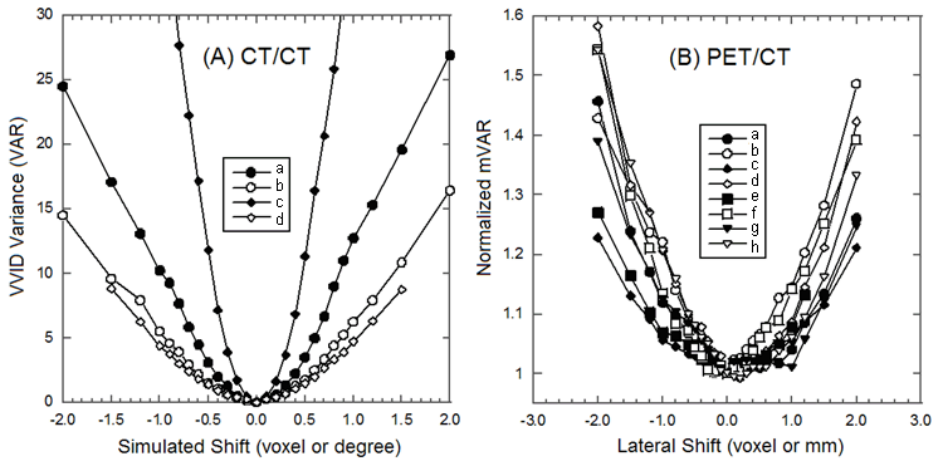 (A) CT/CT
VVID Variance (VAR)
30
25
20
15
10
5
0
a
b
c
d
-2.0 -1.5 -1.0 -0.5 0.0 0.5 1.0 1.5 2.0
Simulated Shift (voxel or degree)
(B) PET/CT
Normalized mVAR
1.6
1.5
1.4
1.3
1.2
1.1
1
a
b
c
d
e
f
g
h
-3.0 -2.0 -1.0 0.0 1.0 2.0 3.0
Lateral Shift (voxel or mm)